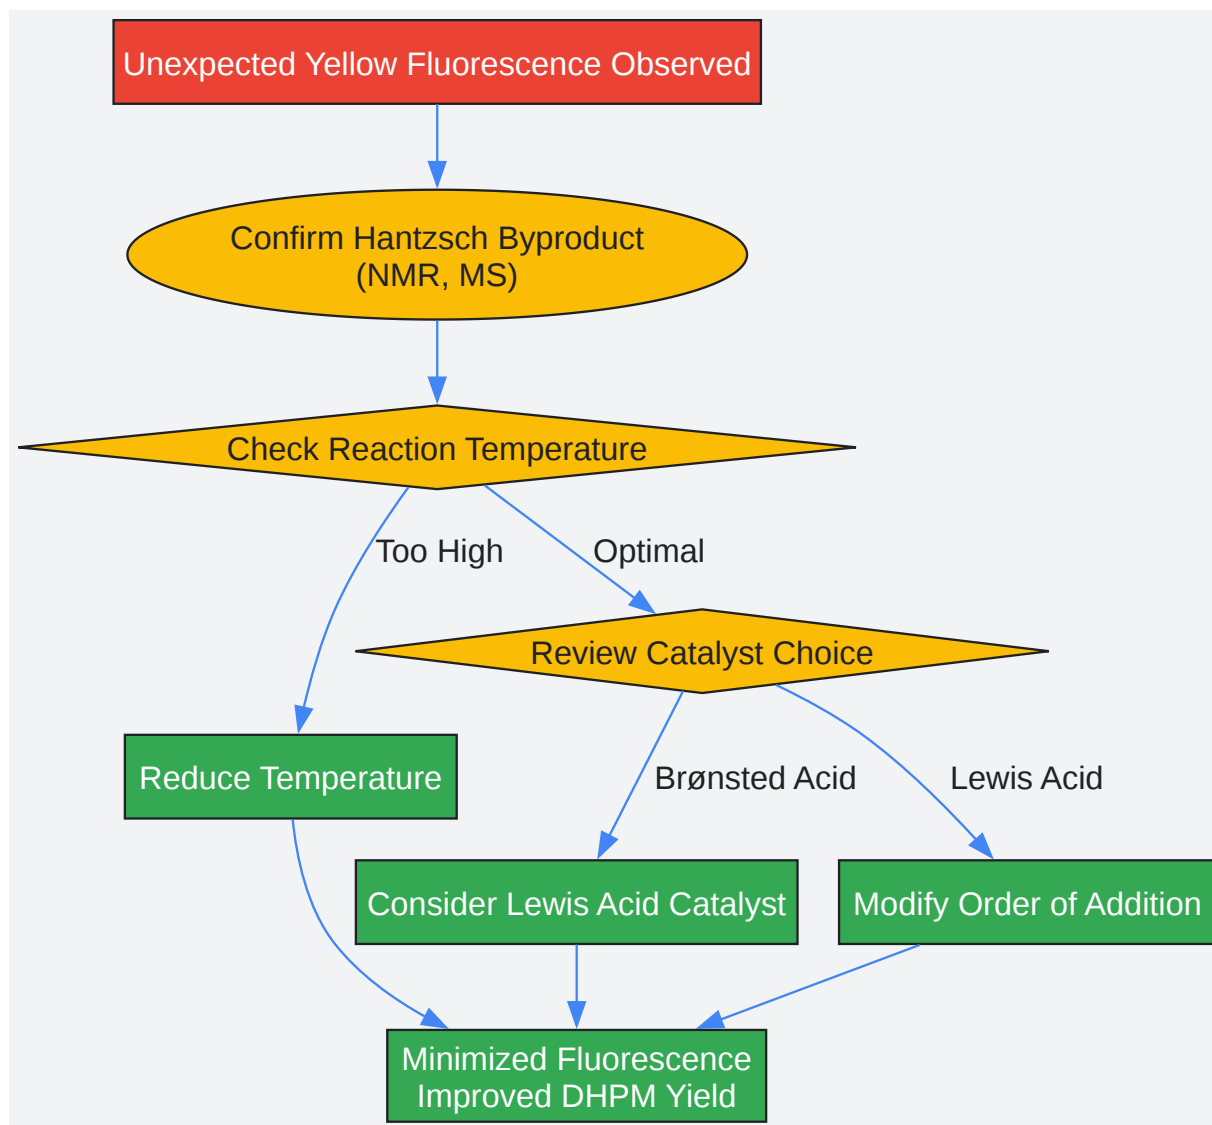 Unexpected Yellow Fluorescence Observed
Confirm Hantzsch Byproduct
(NMR, MS)
Check Reaction Temperature
Too High
Optimal
Review Catalyst Choice
Reduce Temperature
Brønsted Acid
Lewis Acid
Consider Lewis Acid Catalyst
Modify Order of Addition
Minimized Fluorescence
Improved DHPM Yield